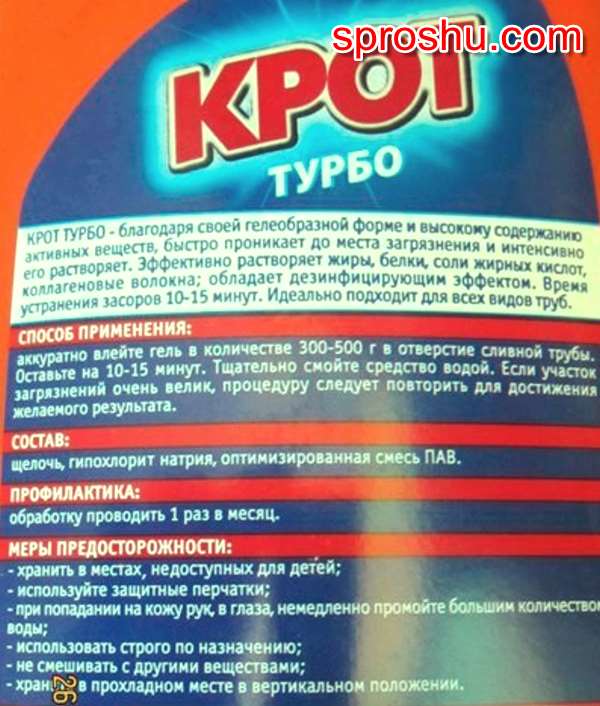 sproshu.com
КРОТ
ТУРБО
КРОТ ТУРБО - благодаря своей гелеобразной форме и высокому содержанию
активных веществ, быстро проникает до места загрязнения и интенсивно
его растворяет. Эффективно растворяет жиры, белки, соли жирных кислот,
коллагеновые волокна; обладает дезинфицирующим эффектом. Время
устранения засоров 10-15 минут. Идеально подходит для всех видов труб.
СПОСОБ ПРИМЕНЕНИЯ:
аккуратно влейте гель в количестве 300-500 г в отверстие сливной трубы.
Оставьте на 10-15 минут. Тщательно смойте средство водой. Если участок
загрязнений очень велик, процедуру следует повторить для достижения
желаемого результата.
СОСТАВ:
щелочь, гипохлорит натрия, оптимизированная смесь ПАВ.
ПРОФИЛАКТИКА:
обработку проводить 1 раз в месяц.
МЕРЫ ПРЕДОСТОРОЖНОСТИ:
- хранить в местах, недоступных для детей;
- используйте защитные перчатки;
- при попадании на кожу рук, в глаза, немедленно промойте большим количество
воды;
- использовать строго по назначению;
- не смешивать с другими веществами;
- хран в прохладном месте в вертикальном положении.
26